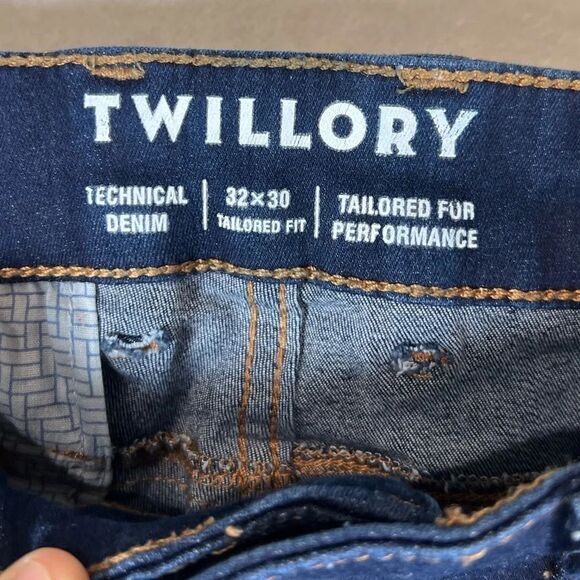 TWILLORY
TECHNICAL DENIM
32×30 TAILORED FIT
TAILORED FOR PERFORMANCE